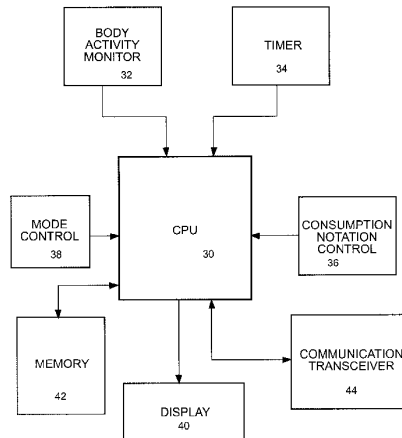 BODY
ACTIVITY
MONITOR
32
TIMER
34
CPU
30
MODE
CONTROL
38
CONSUMPTION
NOTATION
CONTROL
36
MEMORY
42
DISPLAY
40
COMMUNICATION
TRANSCEIVER
44